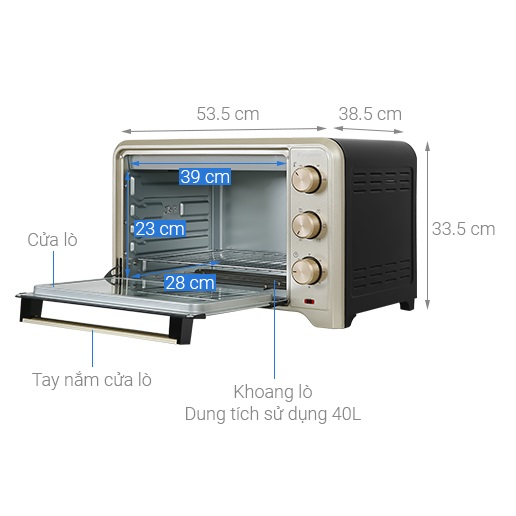 53.5 cm
38.5 cm
39 cm
23 cm
33.5 cm
Cửa lò
28 cm
Tay nắm cửa lò
Khoang lò
Dung tích sử dụng 40L